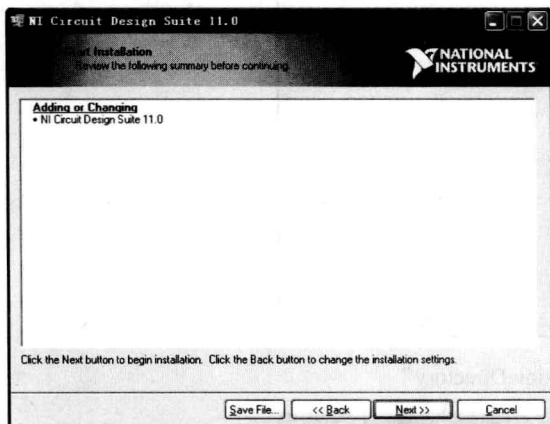 NI Circuit Design Suite 11.0
Installation
Review the following summary before continuing.
NATIONAL
INSTRUMENTS
Adding or Changing
• NI Circuit Design Suite 11.0
Click the Next button to begin installation. Click the Back button to change the installation settings.
Directory"
Save File...
<< Back
Next >>
Cancel